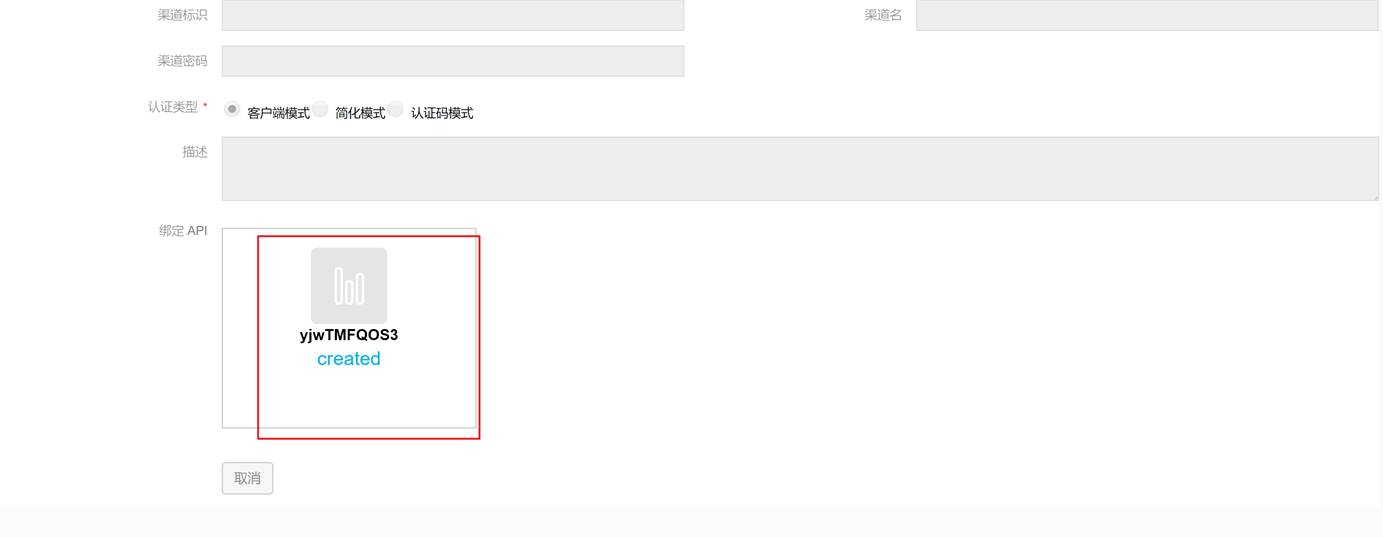 渠道标识
渠道名
渠道密码
认证类型 *
客户端模式 简化模式 认证码模式
描述
绑定 API
yjwTMFQOS3
created
取消